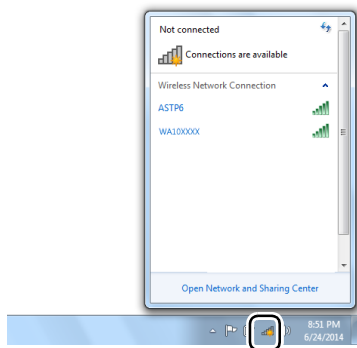 Not connected
Connections are available
Wireless Network Connection
ASTP6
WA10XXXX
Open Network and Sharing Center
8:51 PM
6/24/2014